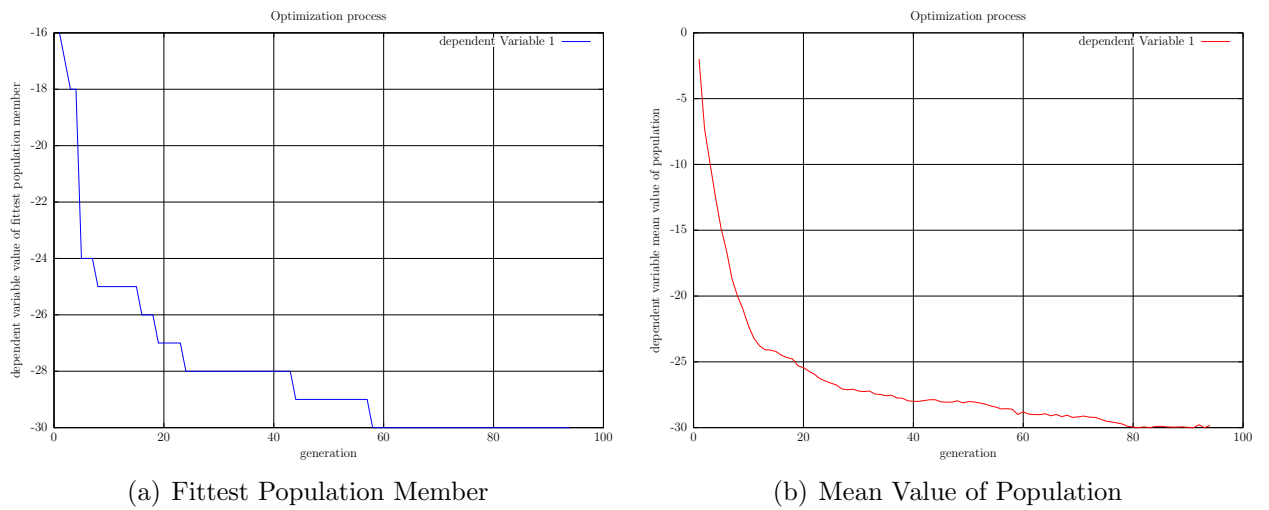 Optimization process
dependent Variable 1
dependent variable value of fittest population member
-16
-18
-20
-22
-24
-26
-28
-30
0 20 40 60 80 100
generation
(a) Fittest Population Member
Optimization process
dependent Variable 1
dependent variable mean value of population
0
-5
-10
-15
-20
-25
-30
0 20 40 60 80 100
generation
(b) Mean Value of Population